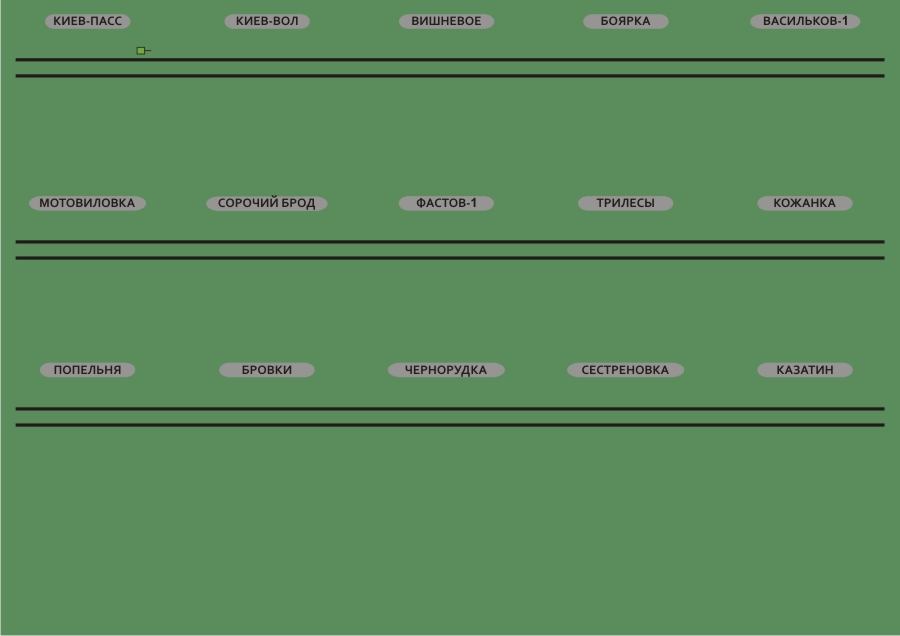 КИЕВ-ПАСС КИЕВ-ВОЛ ВИШНЕВОЕ БОЯРКА ВАСИЛЬКОВ-1
МОТОВИЛОВКА СОРОЧИЙ БРОД ФАСТОВ-1 ТРИЛЕСЫ КОЖАНКА
ПОПЕЛЬНЯ БРОВКИ ЧЕРНОРУДКА СЕСТРЕНОВКА КАЗАТИН